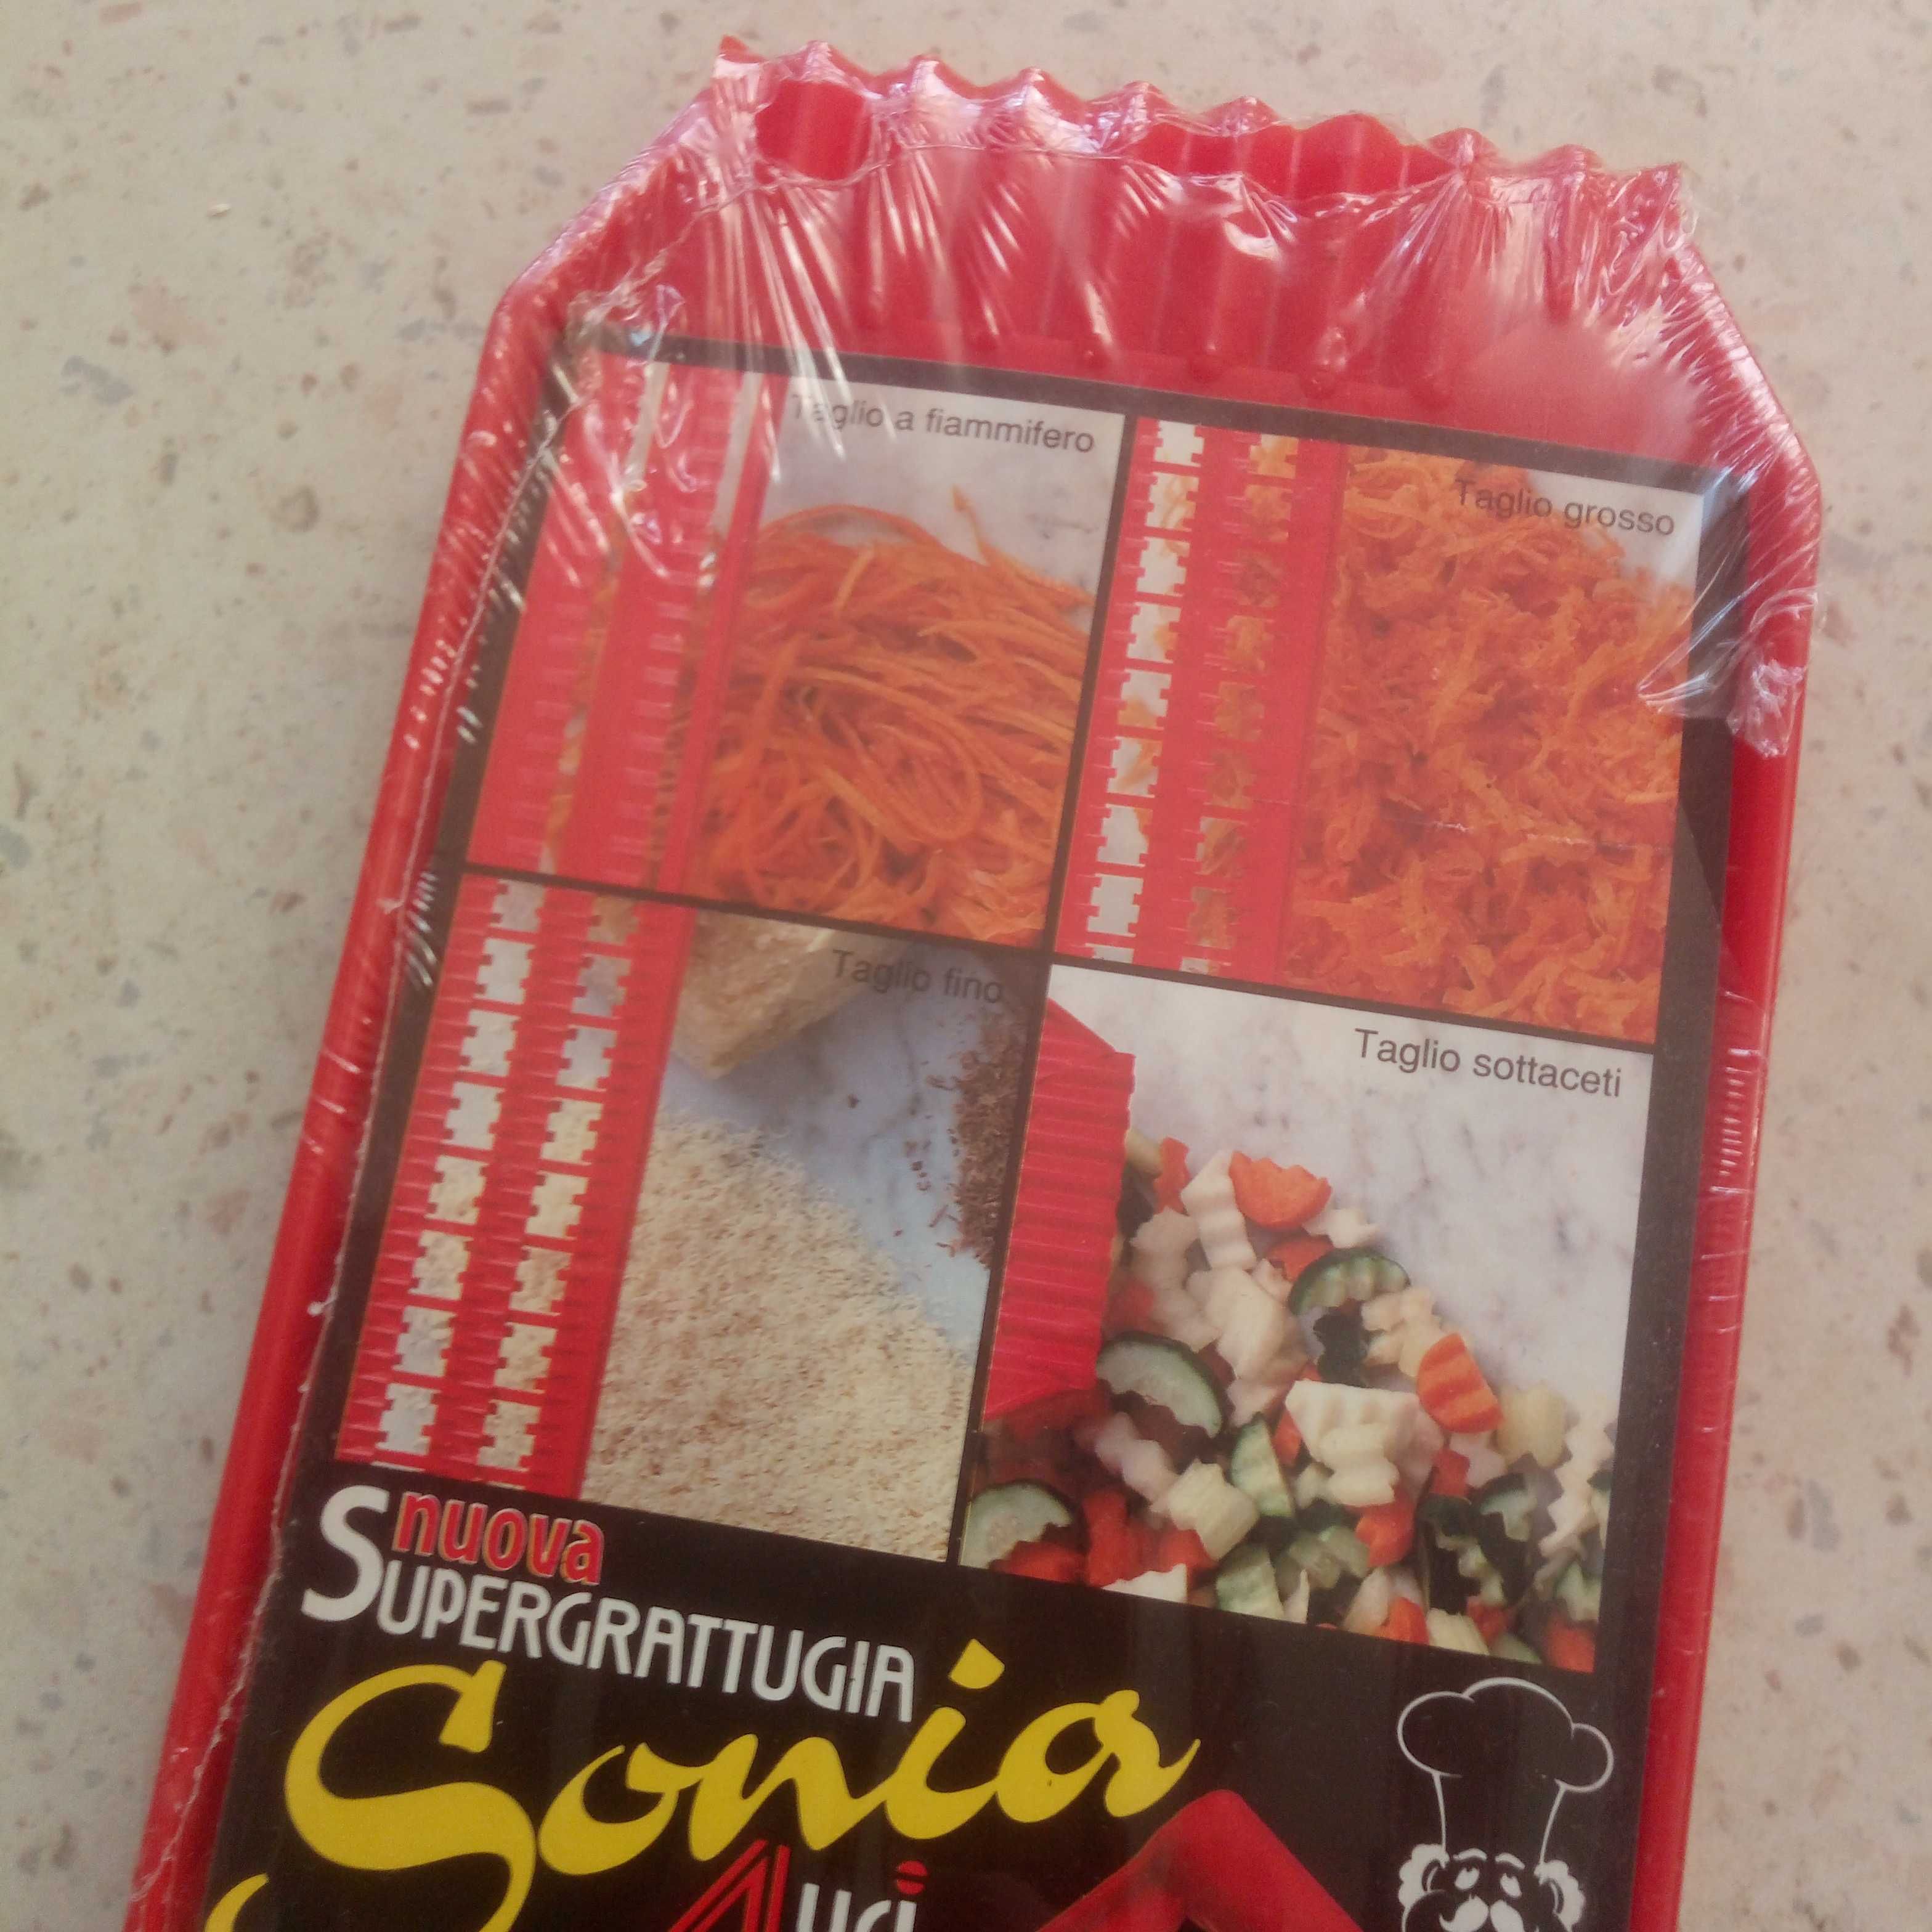 Taglio a fiammifero
Taglio grosso
Taglio fino
Taglio sottaceti
nuova
SUPERGRATTUGIA
Sonia